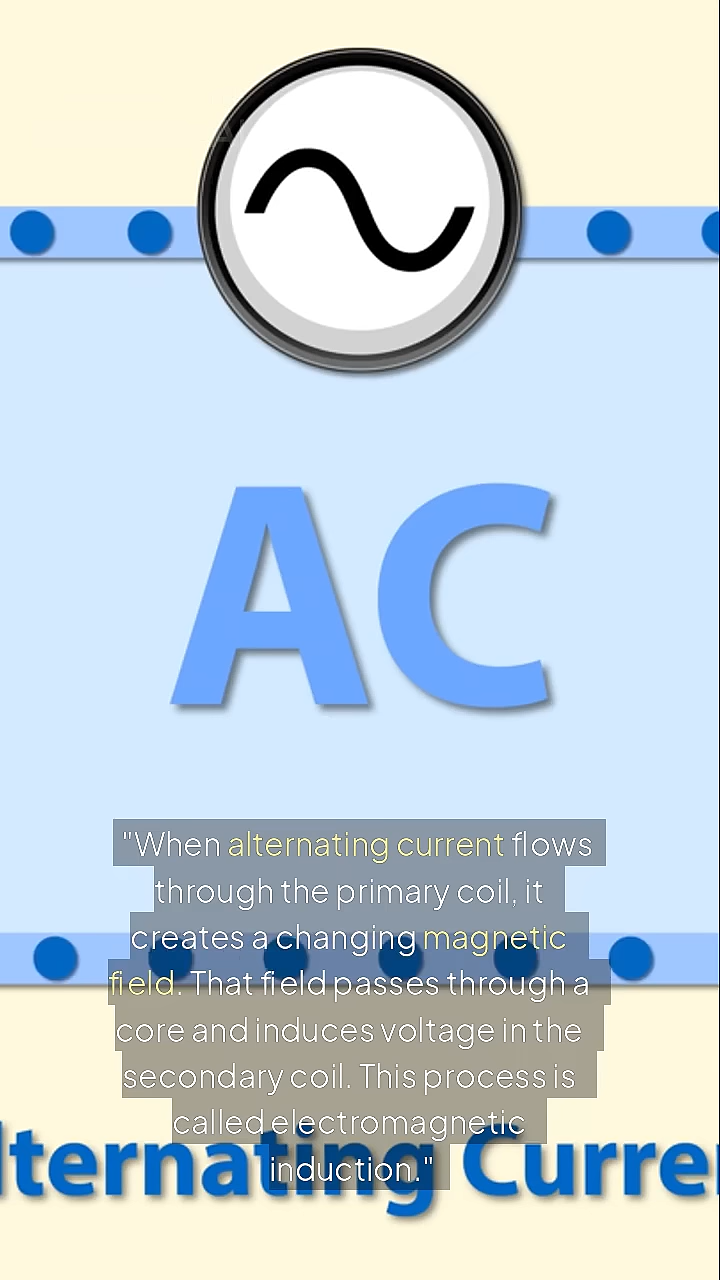 AC
"When alternating current flows
through the primary coil, it
creates a changing magnetic
field. That field passes through a
core and induces voltage in the
secondary coil. This process is
called electromagnetic
induction."
lternating Curre